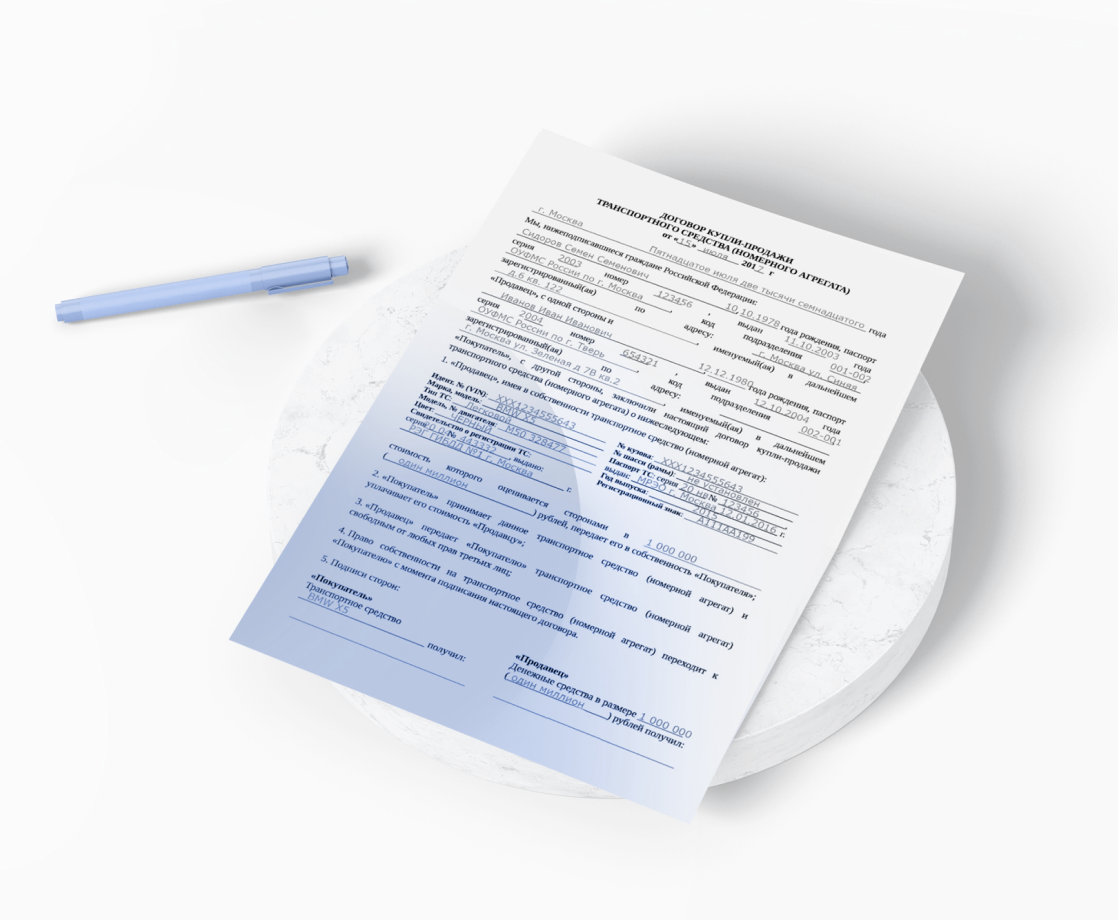 ДОГОВОР КУПЛИ-ПРОДАЖИ
ТРАНСПОРТНОГО СРЕДСТВА (НОМЕРНОГО АГРЕГАТА)
от «15» июля 2017 г
г. Москва Пятнадцатое июля две тысячи семнадцатого года
Мы, нижеподписавшиеся граждане Российской Федерации:
Сидоров Семен Семенович , 10.10.1978 года рождения, паспорт
серия 2003 номер 123456 , выдан 11.10.2003 года
ОУФМС России по г. Москва , код подразделения 001-002
зарегистрированный(ая) по адресу: г. Москва ул. Синяя
д.6 кв. 122 , именуемый(ая) в дальнейшем
«Продавец», с одной стороны и
Иванов Иван Иванович , 12.12.1980 года рождения, паспорт
серия 2004 номер 654321 , выдан 12.10.2004 года
ОУФМС России по г. Тверь , код подразделения 002-001
зарегистрированный(ая) по адресу:
г. Москва ул. Зеленая д 7В кв.2 , именуемый(ая) в дальнейшем
«Покупатель», с другой стороны, заключили настоящий договор купли-продажи
транспортного средства (номерного агрегата) о нижеследующем:
1. «Продавец», имея в собственности транспортное средство (номерной агрегат):
Идент. № (VIN): XXX1234555643
Марка, модель: BMW X5
Тип ТС: Легковой
Модель, № двигателя: M50 328477
Цвет: ЧЕРНЫЙ
Свидетельство о регистрации ТС:
серия № 443332 выдано:
РЭГ ГИБДД №1 г. Москва г.
№ кузова: XXX1234555643
№ шасси (рамы): не установлен
Паспорт ТС: серия № 123456
выдан: МРЭО г. Москва 12.01.2016 г.
Год выпуска: 2015
Регистрационный знак: А111АА199
стоимость которого оценивается сторонами в 1 000 000
( один миллион ) рублей, передает его в собственность «Покупателя»;
2. «Покупатель» принимает данное транспортное средство (номерной агрегат) и
уплачивает его стоимость «Продавцу»;
3. «Продавец» передает «Покупателю» транспортное средство (номерной агрегат)
свободным от любых прав третьих лиц;
4. Право собственности на транспортное средство (номерной агрегат) переходит к
«Покупателю» с момента подписания настоящего договора.
5. Подписи сторон:
«Покупатель»
Транспортное средство
BMW X5 получил:
«Продавец»
Денежные средства в размере 1 000 000
( один миллион ) рублей получил: